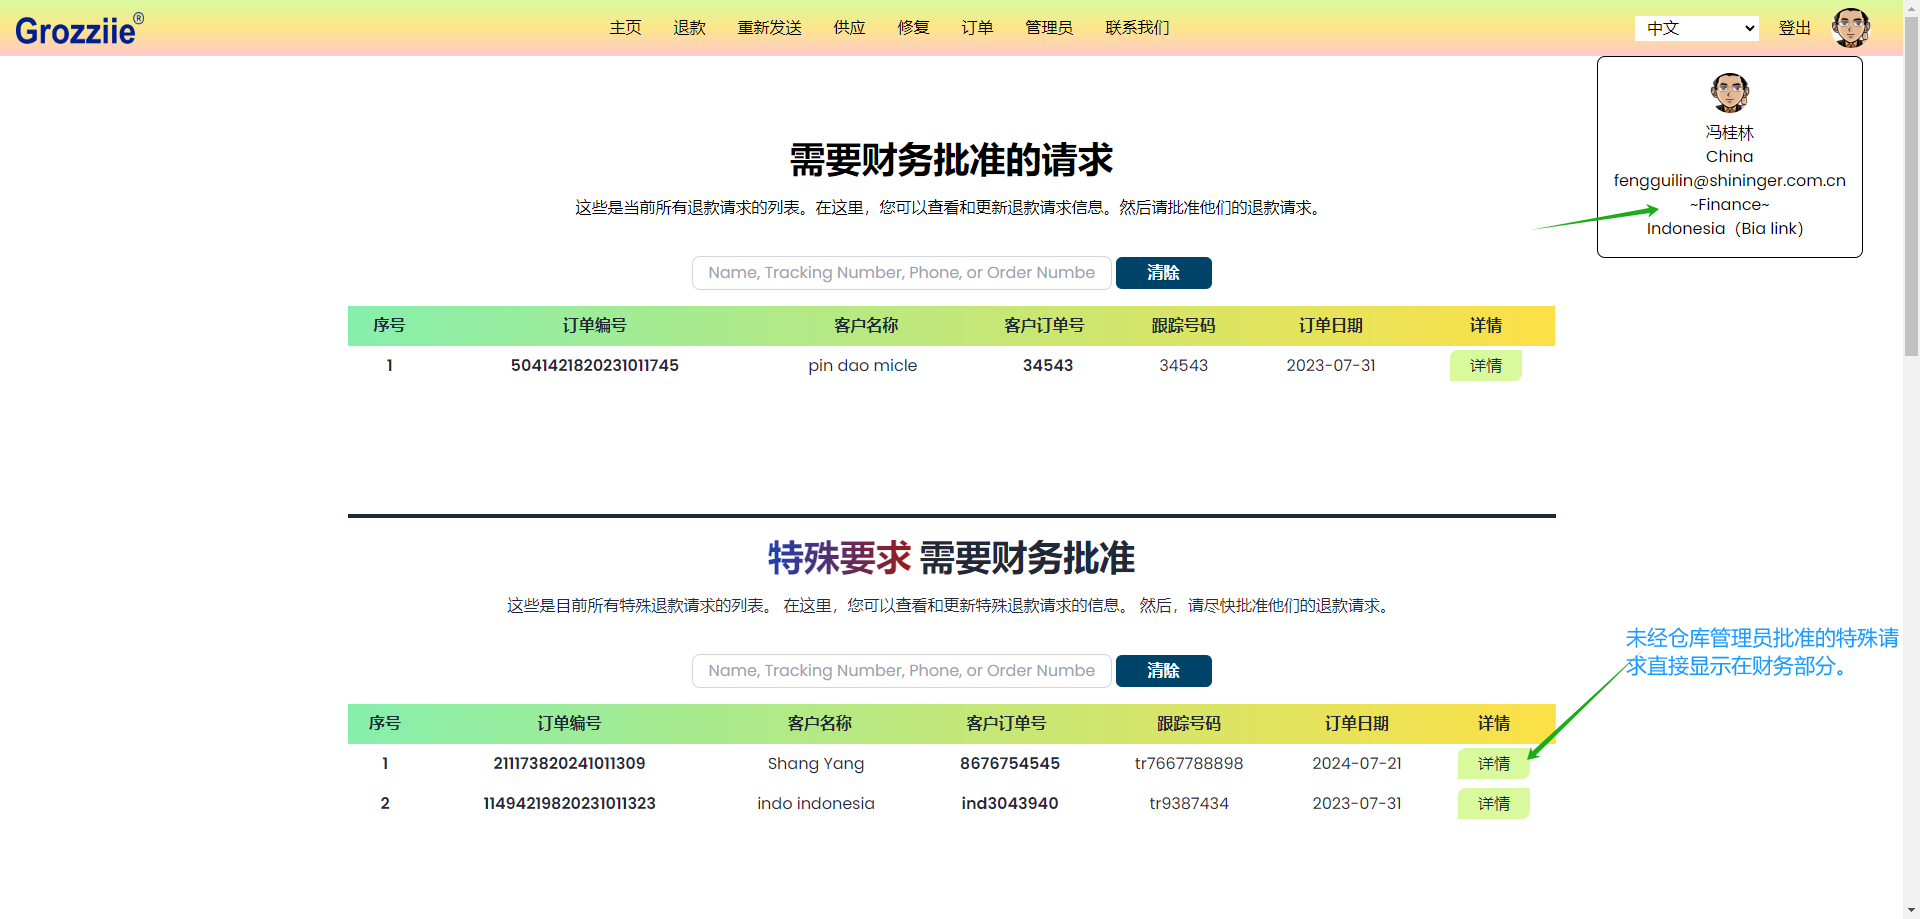 Grozziie®
主页 退款 重新发送 供应 修复 订单 管理员 联系我们
中文 登出
冯桂林
China
fengguilin@shininger.com.cn
~Finance~
Indonesia（Bia link）
需要财务批准的请求
这些是当前所有退款请求的列表。在这里，您可以查看和更新退款请求信息。然后请批准他们的退款请求。
Name, Tracking Number, Phone, or Order Numbe 清除
序号 订单编号 客户名称 客户订单号 跟踪号码 订单日期 详情
1 5041421820231011745 pin dao micle 34543 34543 2023-07-31 详情
特殊要求 需要财务批准
这些是目前所有特殊退款请求的列表。 在这里，您可以查看和更新特殊退款请求的信息。 然后，请尽快批准他们的退款请求。
未经仓库管理员批准的特殊请
求直接显示在财务部分。
Name, Tracking Number, Phone, or Order Numbe 清除
序号 订单编号 客户名称 客户订单号 跟踪号码 订单日期 详情
1 211173820241011309 Shang Yang 8676754545 tr7667788898 2024-07-21 详情
2 11494219820231011323 indo indonesia ind3043940 tr9387434 2023-07-31 详情